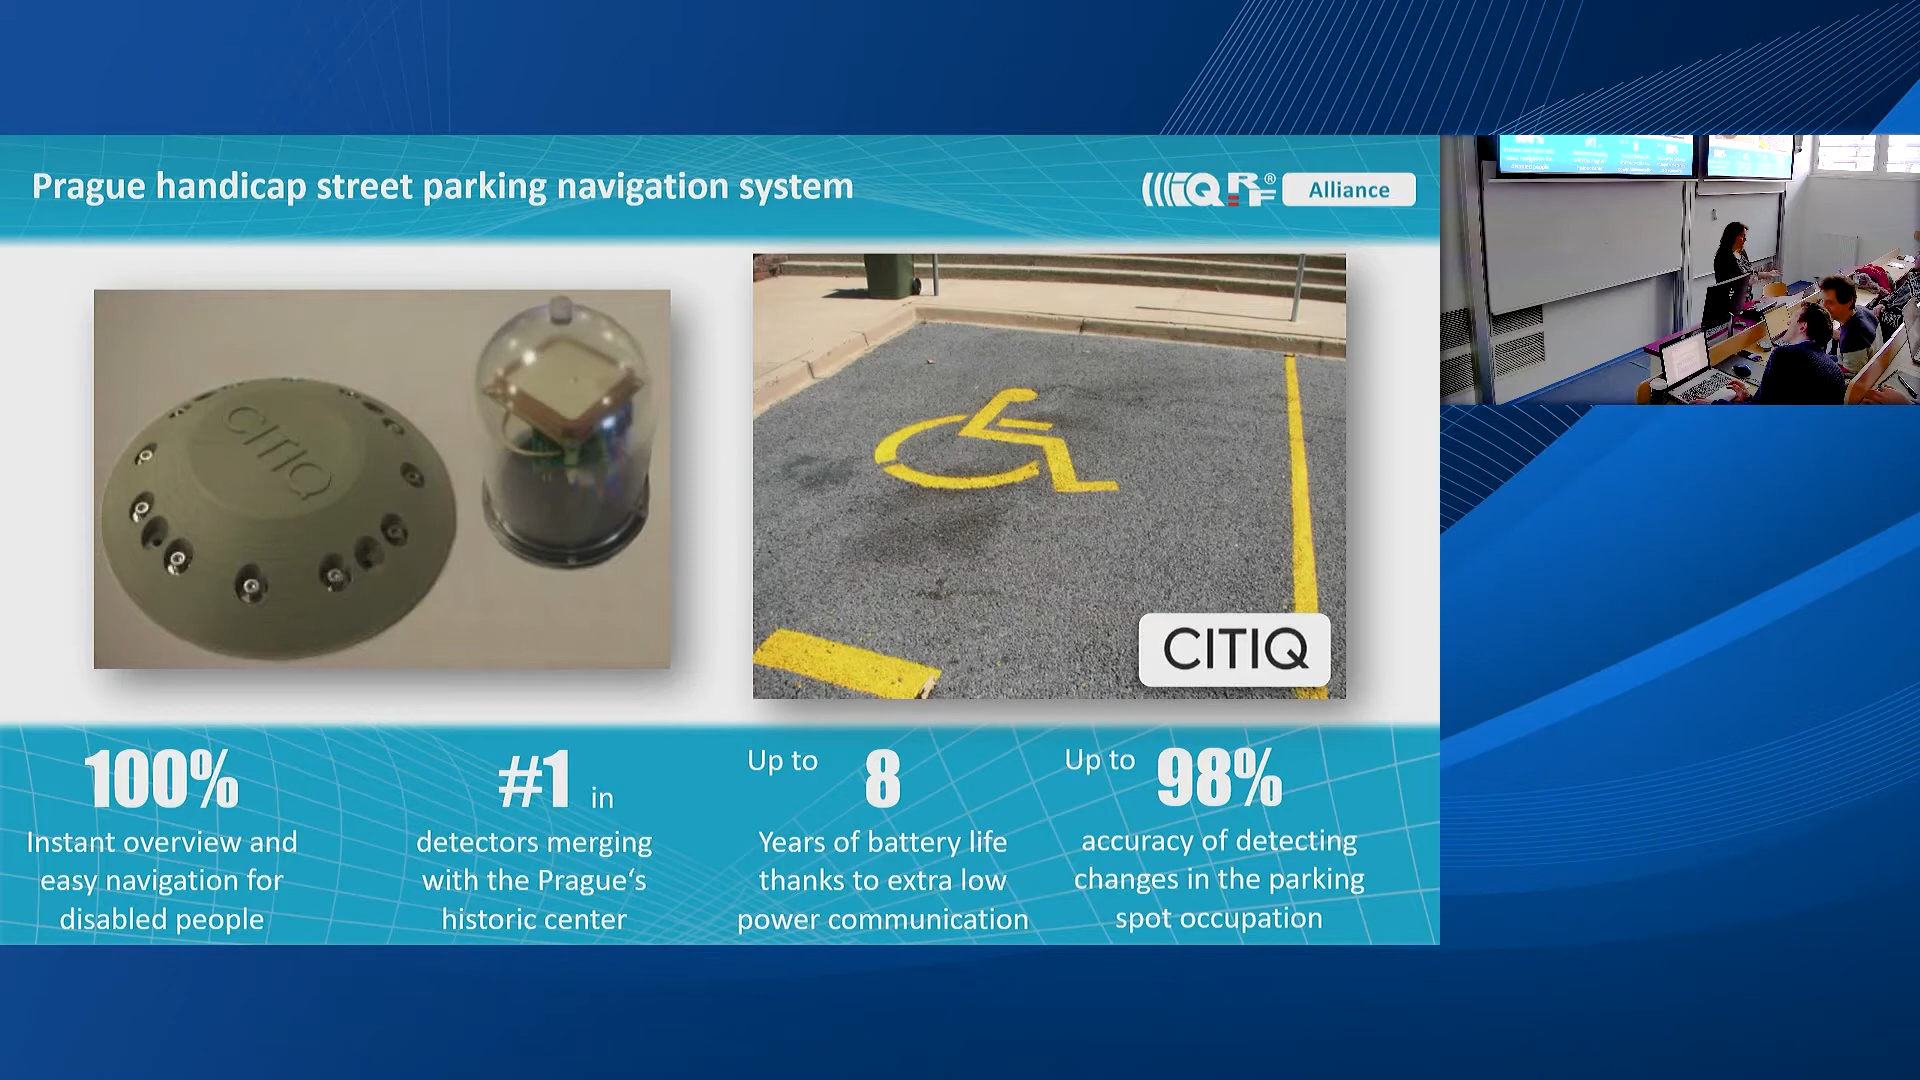 Prague handicap street parking navigation system
IQRF® Alliance
CITIQ
CITIQ
100%
Instant overview and
easy navigation for
disabled people
#1 in
detectors merging
with the Prague‘s
historic center
Up to 8
Years of battery life
thanks to extra low
power communication
Up to 98%
accuracy of detecting
changes in the parking
spot occupation